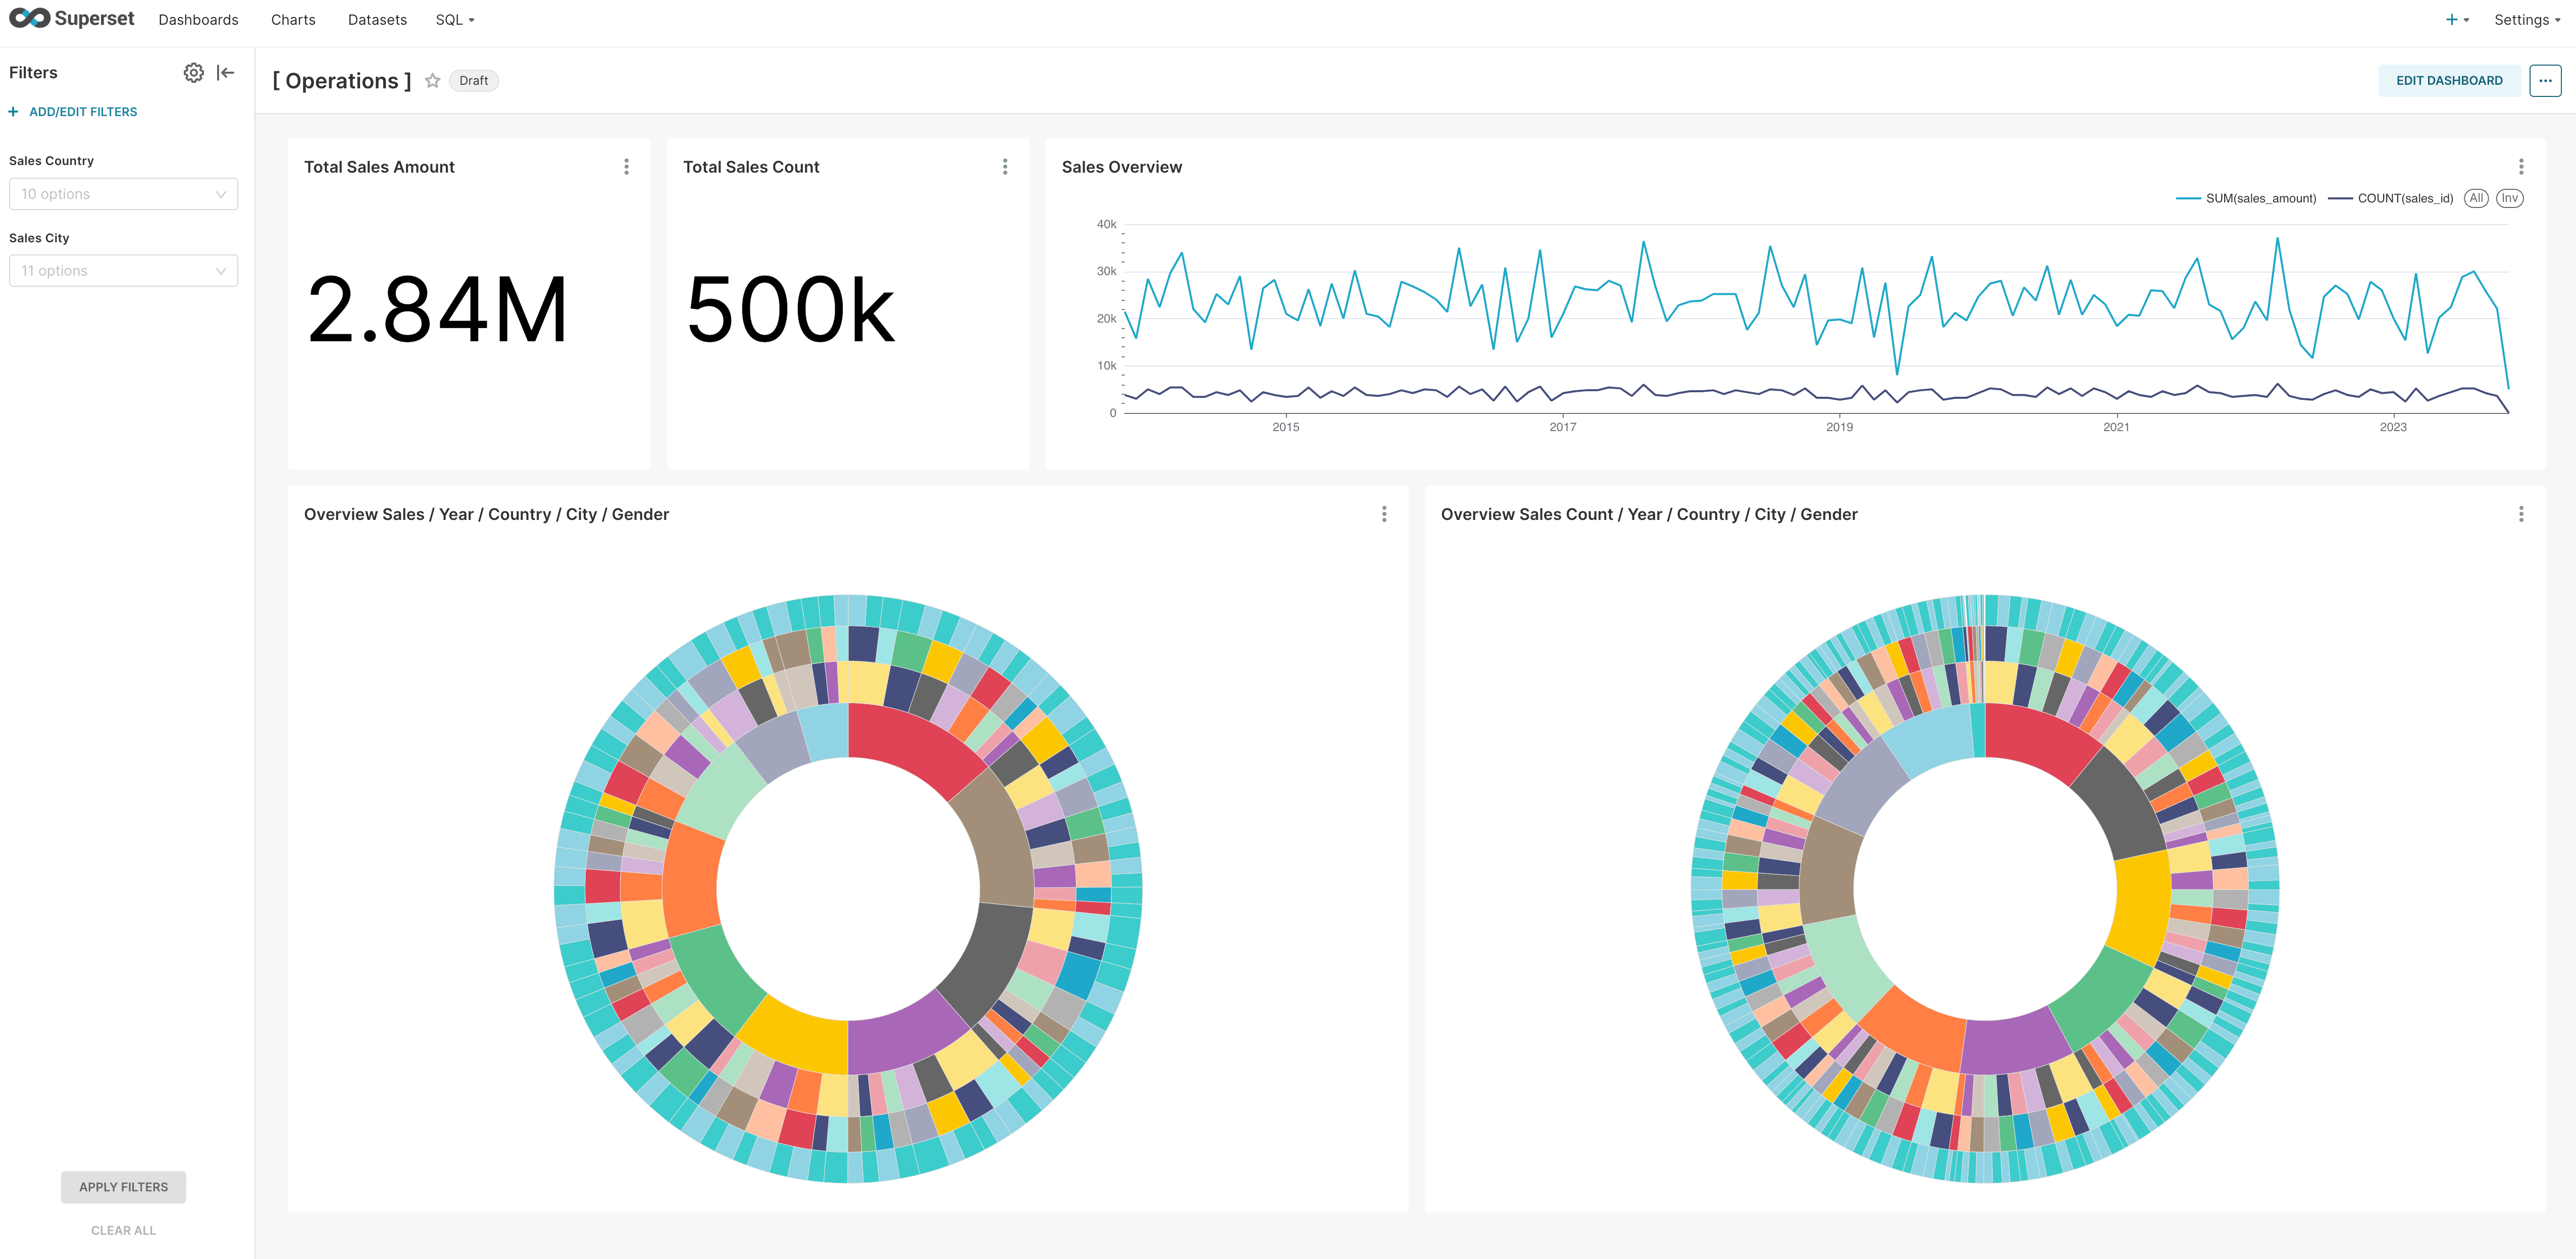 Superset Dashboards Charts Datasets SQL + Settings
Filters
[ Operations ] Draft EDIT DASHBOARD ...
+ ADD/EDIT FILTERS
Sales Country
10 options
Sales City
11 options
APPLY FILTERS
CLEAR ALL
Total Sales Amount
2.84M
Total Sales Count
500k
Sales Overview
SUM(sales_amount) COUNT(sales_id) All Inv
40k
30k
20k
10k
0
2015 2017 2019 2021 2023
Overview Sales / Year / Country / City / Gender
Overview Sales Count / Year / Country / City / Gender